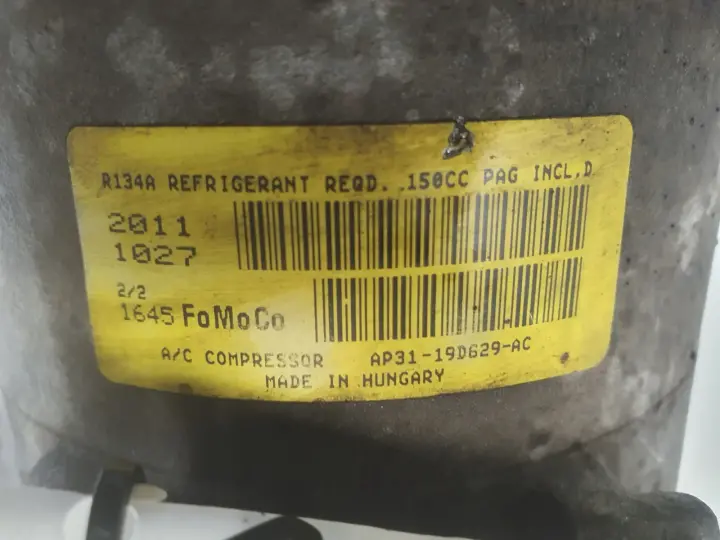 R134A REFRIGERANT REQD. 150CC PAG INCL.D
2011
1027
2/2
1645 FoMoCo
A/C COMPRESSOR AP31-19D629-AC
MADE IN HUNGARY